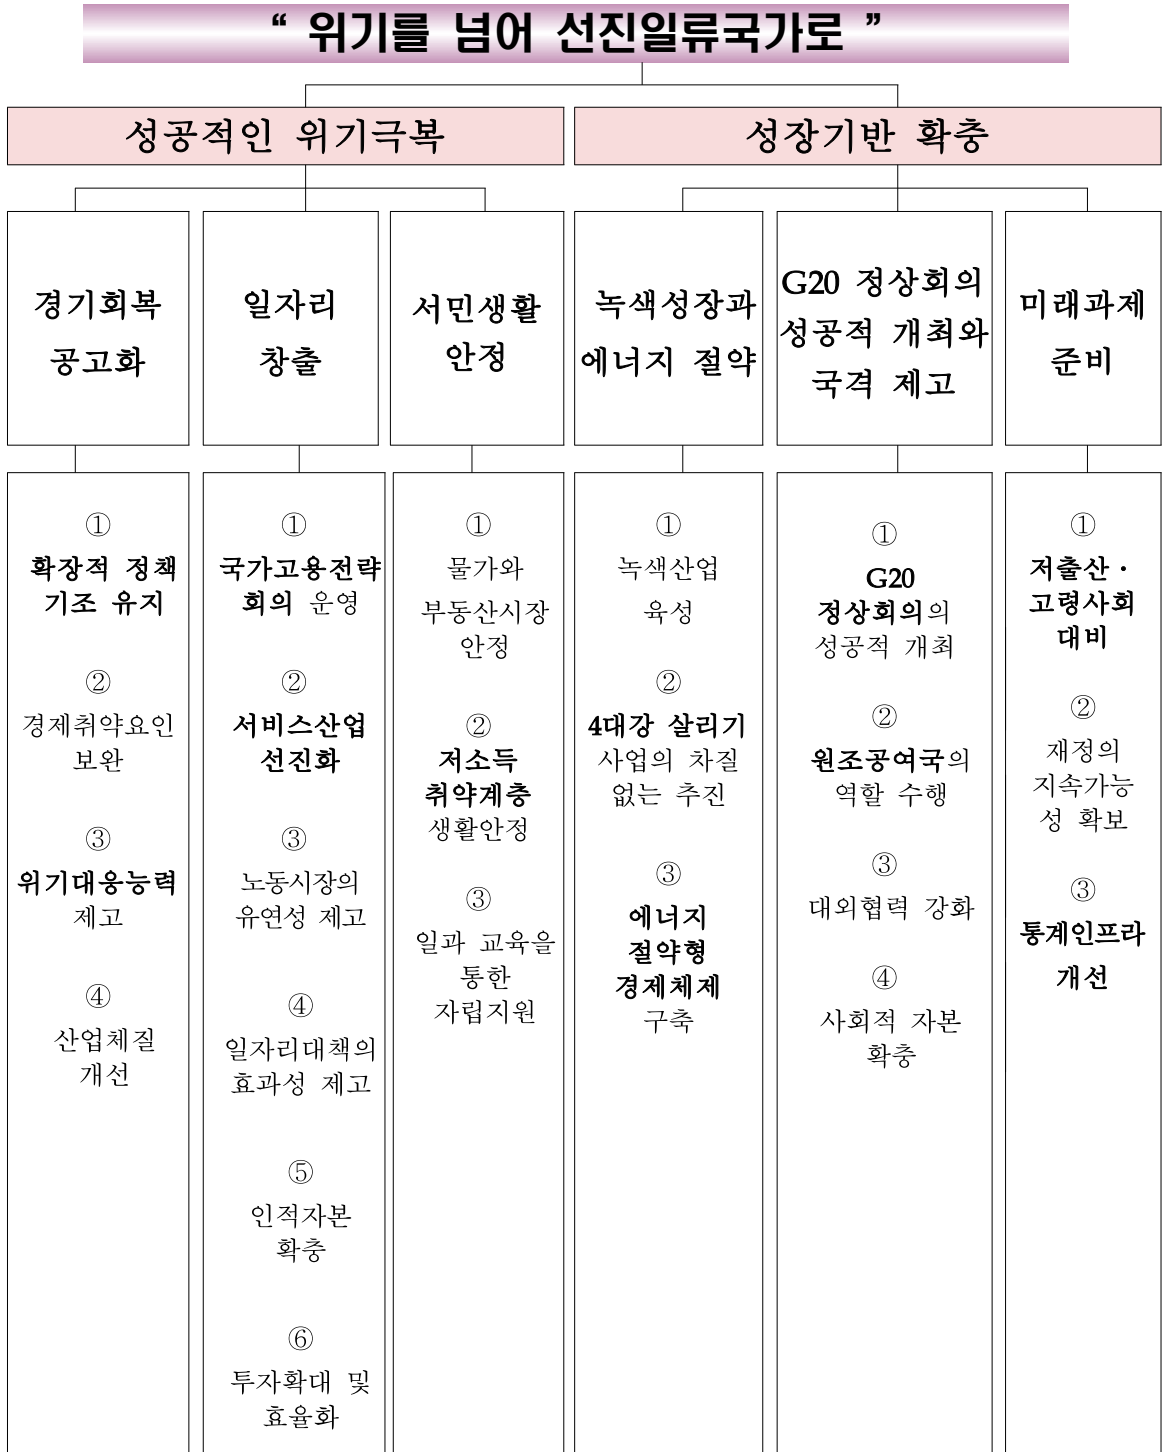 “ 위기를 넘어 선진일류국가로 ”
성공적인 위기극복
성장기반 확충
경기회복
공고화
일자리
창출
서민생활
안정
녹색성장과
에너지 절약
G20 정상회의
성공적 개최와
국격 제고
미래과제
준비
①
확장적 정책
기조 유지
②
경제취약요인
보완
③
위기대응능력
제고
④
산업체질
개선
①
국가고용전략
회의 운영
②
서비스산업
선진화
③
노동시장의
유연성 제고
④
일자리대책의
효과성 제고
⑤
인적자본
확충
⑥
투자확대 및
효율화
①
물가와
부동산시장
안정
②
저소득
취약계층
생활안정
③
일과 교육을
통한
자립지원
①
녹색산업
육성
②
4대강 살리기
사업의 차질
없는 추진
③
에너지
절약형
경제체제
구축
①
G20
정상회의의
성공적 개최
②
원조공여국의
역할 수행
③
대외협력 강화
④
사회적 자본
확충
①
저출산·
고령사회
대비
②
재정의
지속가능
성 확보
③
통계인프라
개선